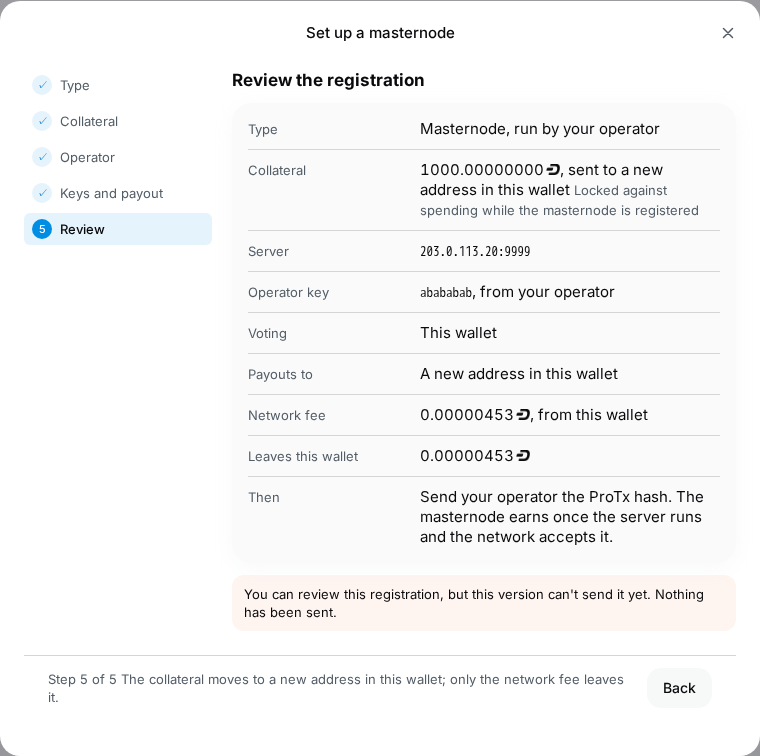 Set up a masternode
Type
Collateral
Operator
Keys and payout
5 Review
Review the registration
Type Masternode, run by your operator
Collateral 1000.00000000, sent to a new
address in this wallet Locked against
spending while the masternode is registered
Server 203.0.113.20:9999
Operator key abababab, from your operator
Voting This wallet
Payouts to A new address in this wallet
Network fee 0.00000453, from this wallet
Leaves this wallet 0.00000453
Then Send your operator the ProTx hash. The
masternode earns once the server runs
and the network accepts it.
You can review this registration, but this version can't send it yet. Nothing
has been sent.
Step 5 of 5 The collateral moves to a new address in this wallet; only the network fee leaves
it.
Back